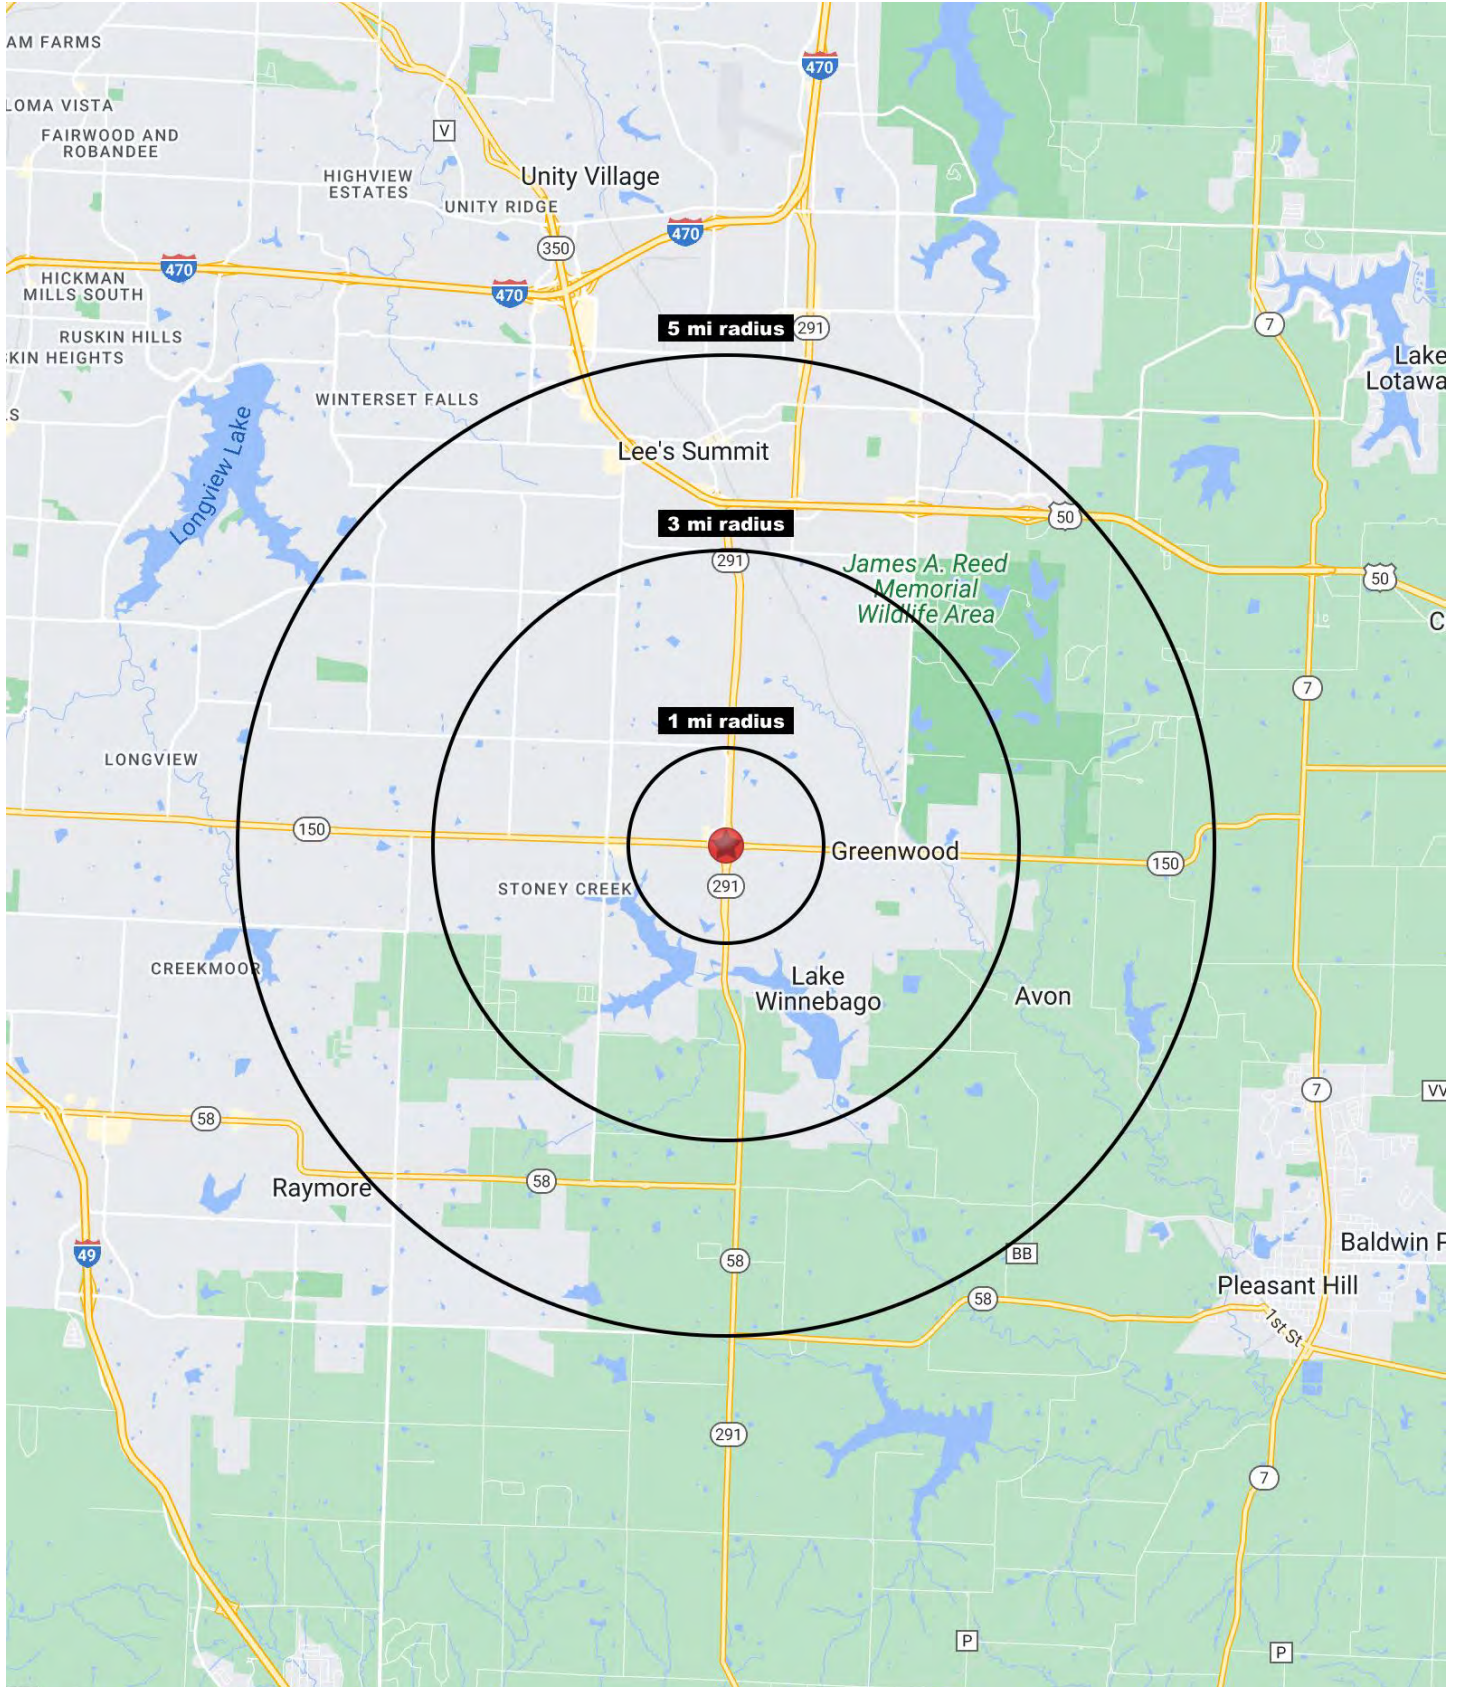 AM FARMS
470
LOMA VISTA
FAIRWOOD AND
ROBANDEE
V
HIGHVIEW
ESTATES
Unity Village
UNITY RIDGE
470
350
470
HICKMAN
MILLS SOUTH
470
5 mi radius
291
7
RUSKIN HILLS
SKIN HEIGHTS
Lake
Lotawa
WINTERSET FALLS
LS
Longview Lake
Lee's Summit
50
3 mi radius
291
James A. Reed
Memorial
Wildlife Area
50
C
7
1 mi radius
LONGVIEW
150
Greenwood
150
STONEY CREEK
291
CREEKMOOR
Lake
Winnebago
Avon
7
VV
58
Raymore
58
49
58
BB
Baldwin P
Pleasant Hill
58
1st St
291
7
P
P